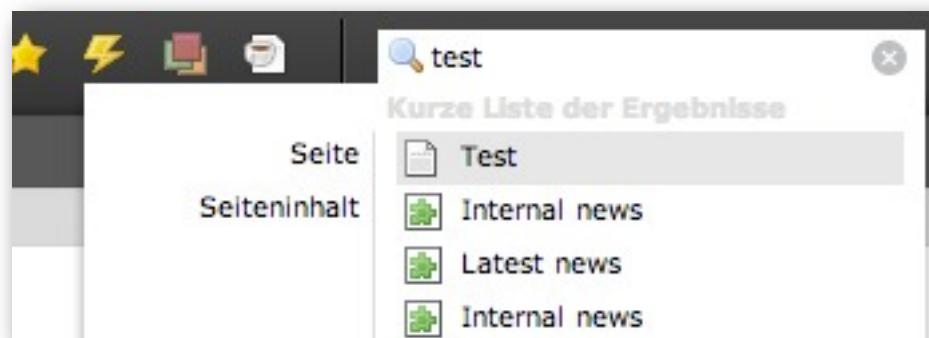 test
Kurze Liste der Ergebnisse
Seite Test
Seiteninhalt Internal news
Latest news
Internal news